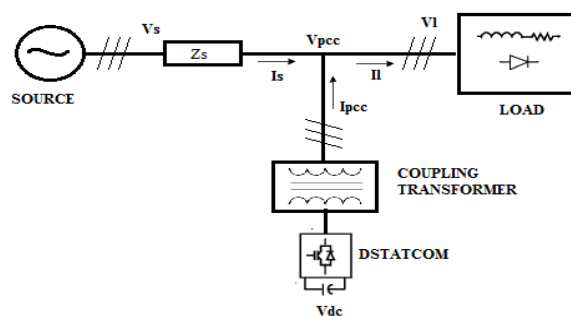 Vs
Vpcc
Vl
Zs
Is
Il
SOURCE
Ipcc
LOAD
COUPLING
TRANSFORMER
DSTATCOM
Vdc